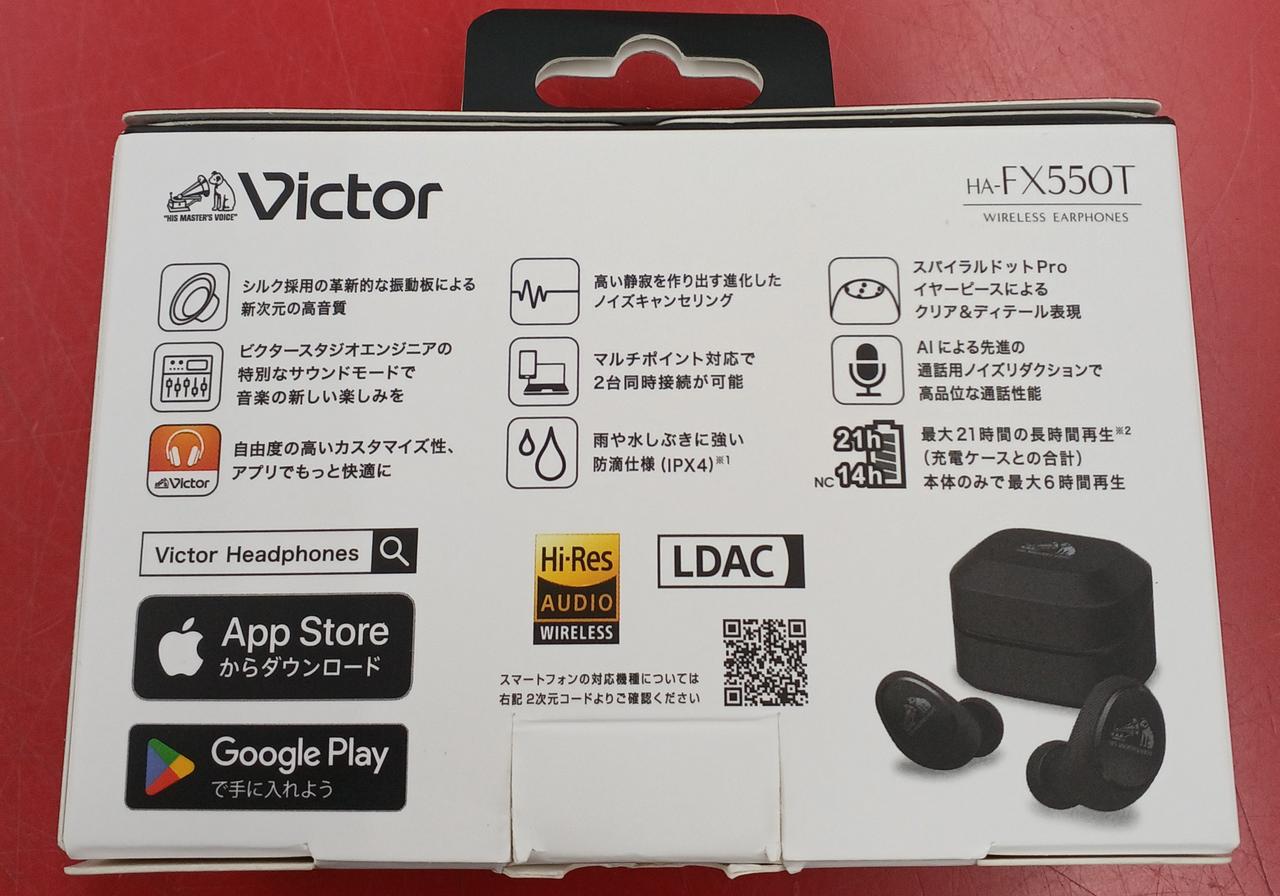 "HIS MASTER'S VOICE"
Victor
HA-FX550T
WIRELESS EARPHONES
シルク採用の革新的な振動板による
新次元の高音質
高い静寂を作り出す進化した
ノイズキャンセリング
スパイラルドットPro
イヤーピースによる
クリア&ディテール表現
ビクタースタジオエンジニアの
特別なサウンドモードで
音楽の新しい楽しみを
マルチポイント対応で
2台同時接続が可能
AIによる先進の
通話用ノイズリダクションで
高品位な通話性能
Victor
自由度の高いカスタマイズ性、
アプリでもっと快適に
雨や水しぶきに強い
防滴仕様(IPX4)※1
21h
NC 14h
最大21時間の長時間再生※2
(充電ケースとの合計)
本体のみで最大6時間再生
Victor Headphones
App Store
からダウンロード
Google Play
で手に入れよう
Hi-Res
AUDIO
WIRELESS
LDAC
スマートフォンの対応機種については
右記 2次元コードよりご確認ください